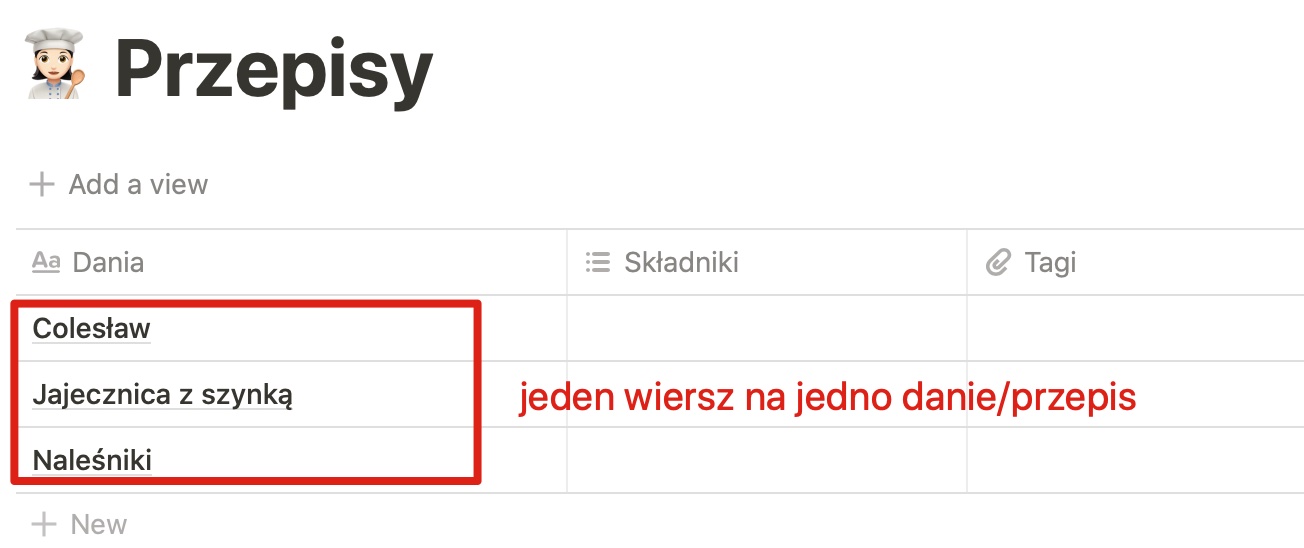 Przepisy
Add a view
Aa Dania
Składniki
Tagi
Colesław
Jajecznica z szynką
jeden wiersz na jedno danie/przepis
Naleśniki
New